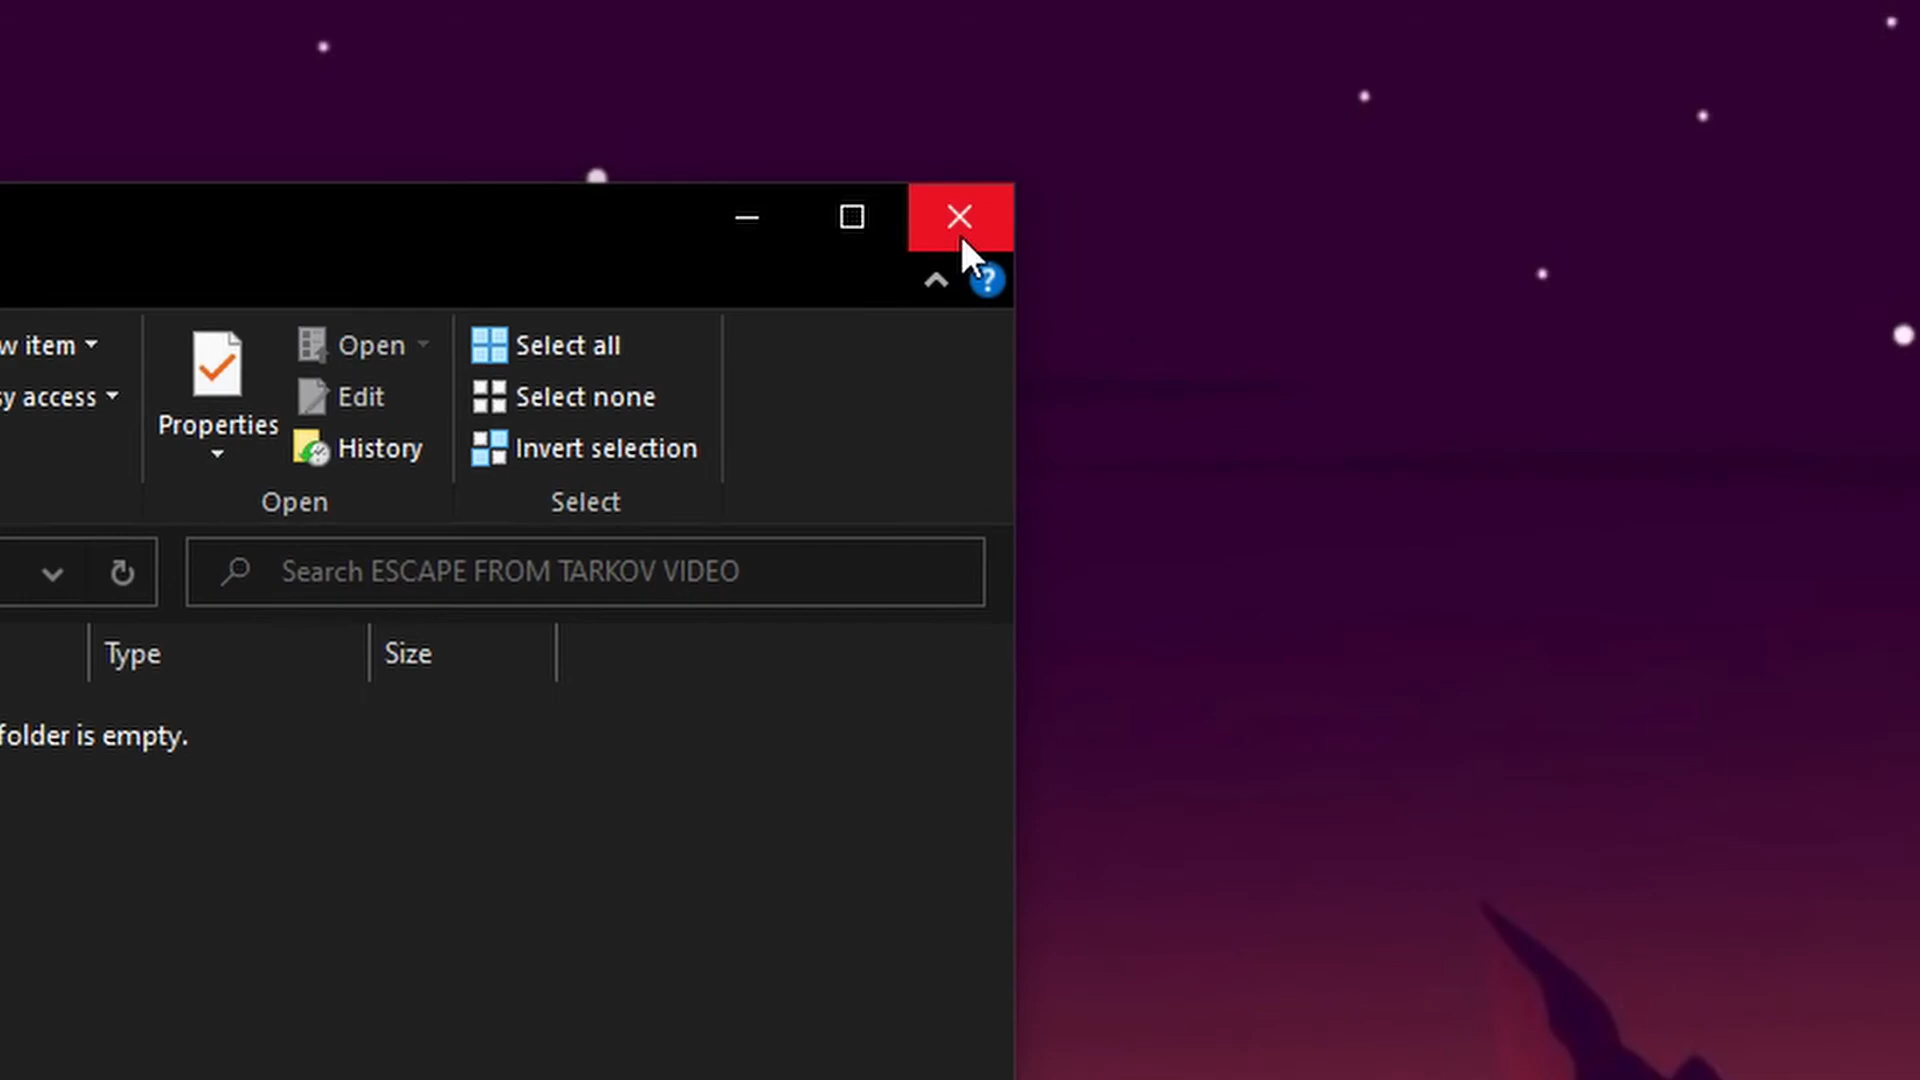 w item
Open
Select all
sy access
Edit
Select none
Properties
History
Invert selection
Open
Select
Search ESCAPE FROM TARKOV VIDEO
Type
Size
folder is empty.